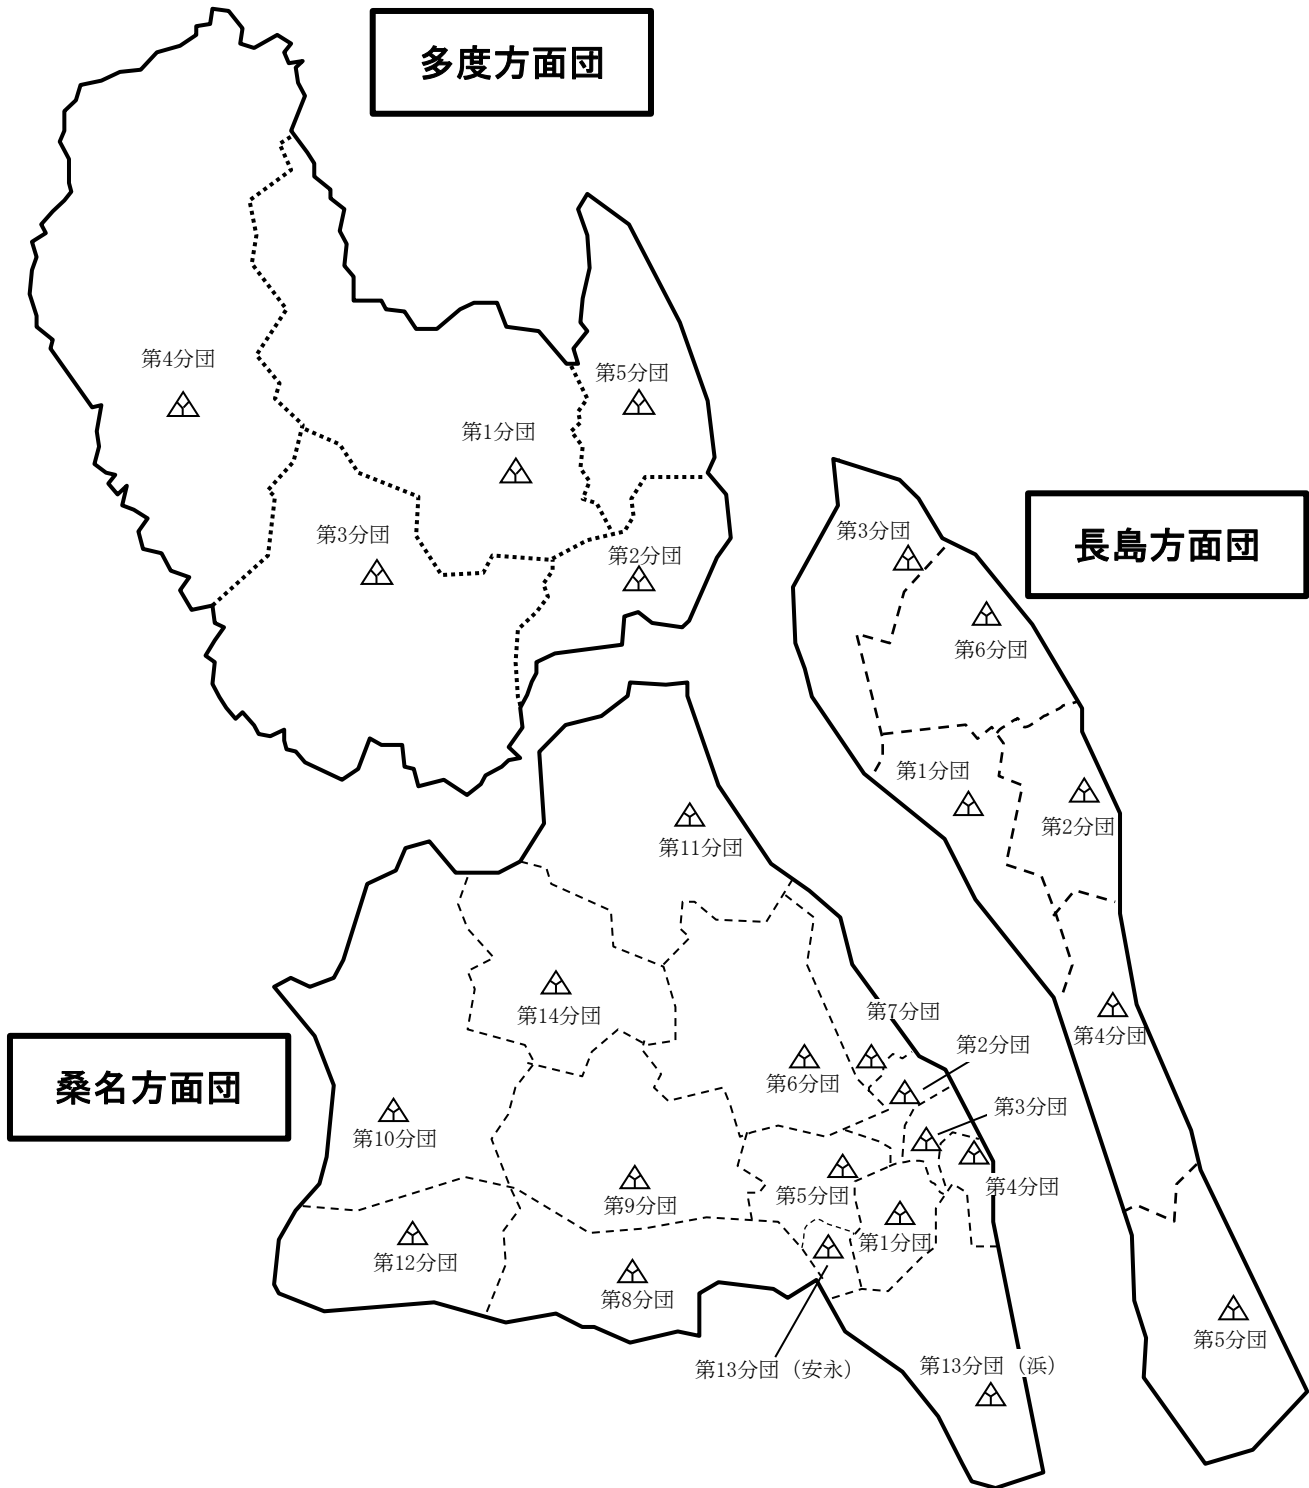 多度方面団
第4分団
第5分団
第1分団
第3分団
第2分団
長島方面団
第3分団
第6分団
第1分団
第2分団
第4分団
第5分団
桑名方面団
第11分団
第14分団
第7分団
第2分団
第6分団
第3分団
第10分団
第4分団
第5分団
第9分団
第1分団
第12分団
第8分団
第13分団（安永）
第13分団（浜）